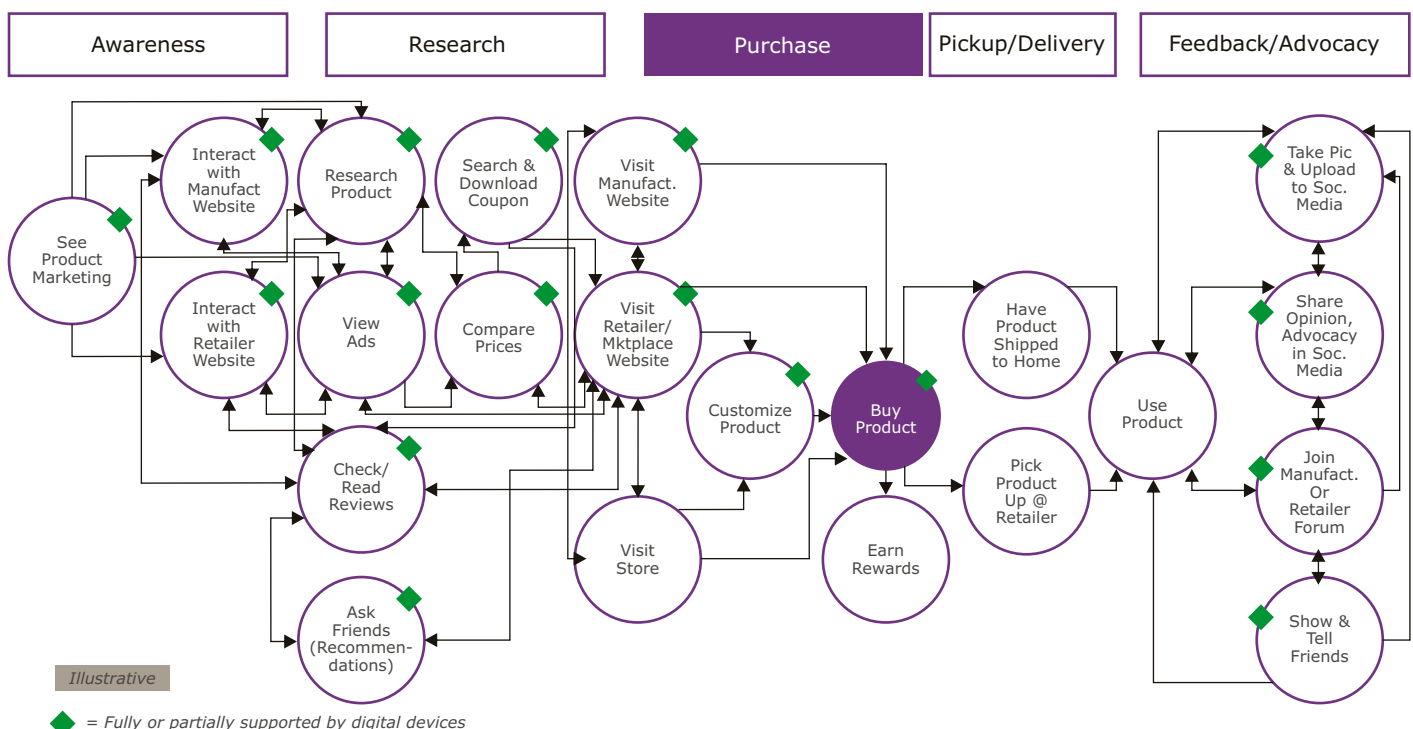 Awareness
Research
Purchase
Pickup/Delivery
Feedback/Advocacy
See
Product
Marketing
Interact
with
Manufact
Website
Interact
with
Retailer
Website
Research
Product
View
Ads
Check/
Read
Reviews
Ask
Friends
(Recommen-
dations)
Search &
Download
Coupon
Compare
Prices
Visit
Manufact.
Website
Visit
Retailer/
Mktplace
Website
Visit
Store
Customize
Product
Buy
Product
Earn
Rewards
Have
Product
Shipped
to Home
Pick
Product
Up @
Retailer
Use
Product
Take Pic
& Upload
to Soc.
Media
Share
Opinion,
Advocacy
in Soc.
Media
Join
Manufact.
Or
Retailer
Forum
Show &
Tell
Friends
Illustrative
= Fully or partially supported by digital devices